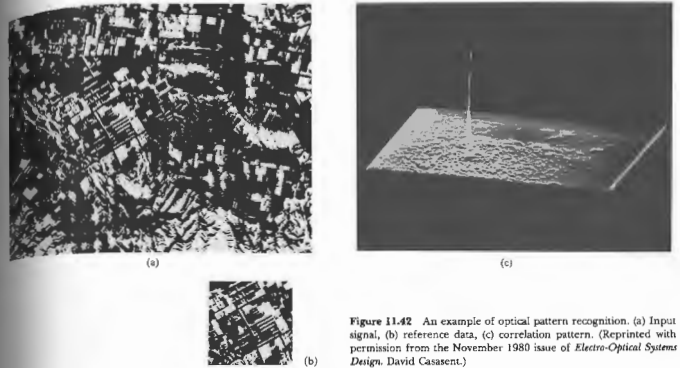 (a)
(c)
(b)
Figure 11.42 An example of optical pattern recognition. (a) Input
signal, (b) reference data, (c) correlation pattern. (Reprinted with
permission from the November 1980 issue of Electro-Optical Systems
Design. David Casasent.)